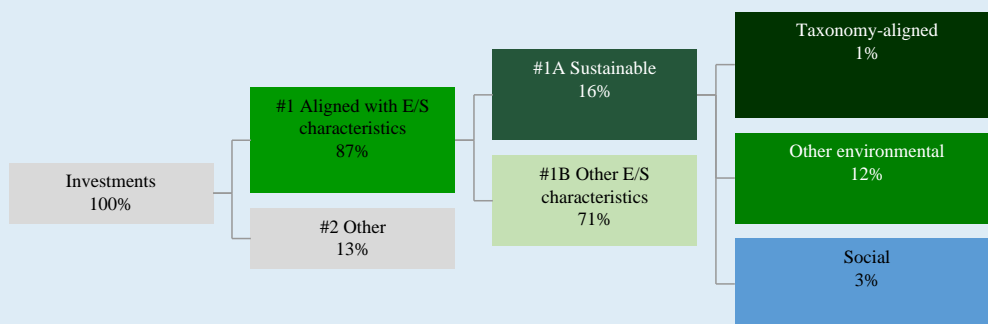 Investments
100%
#1 Aligned with E/S
characteristics
87%
#2 Other
13%
#1A Sustainable
16%
#1B Other E/S
characteristics
71%
Taxonomy-aligned
1%
Other environmental
12%
Social
3%